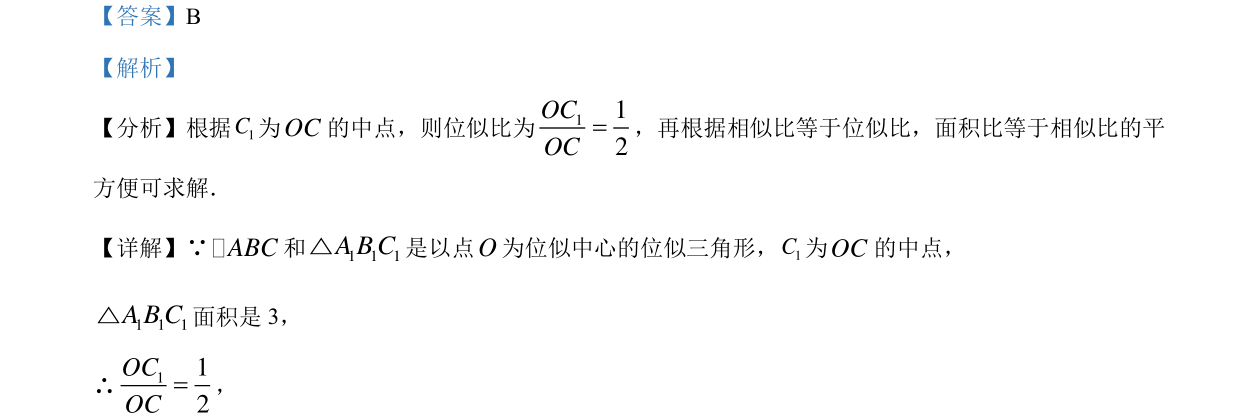 【答案】B
【解析】
【分析】根据 C₁ 为 OC 的中点，则位似比为 OC₁/OC = 1/2，再根据相似比等于位似比，面积比等于相似比的平
方便可求解．
【详解】∵ □ABC 和 △A₁B₁C₁ 是以点 O 为位似中心的位似三角形，C₁ 为 OC 的中点，
△A₁B₁C₁ 面积是 3，
∴ OC₁/OC = 1/2，